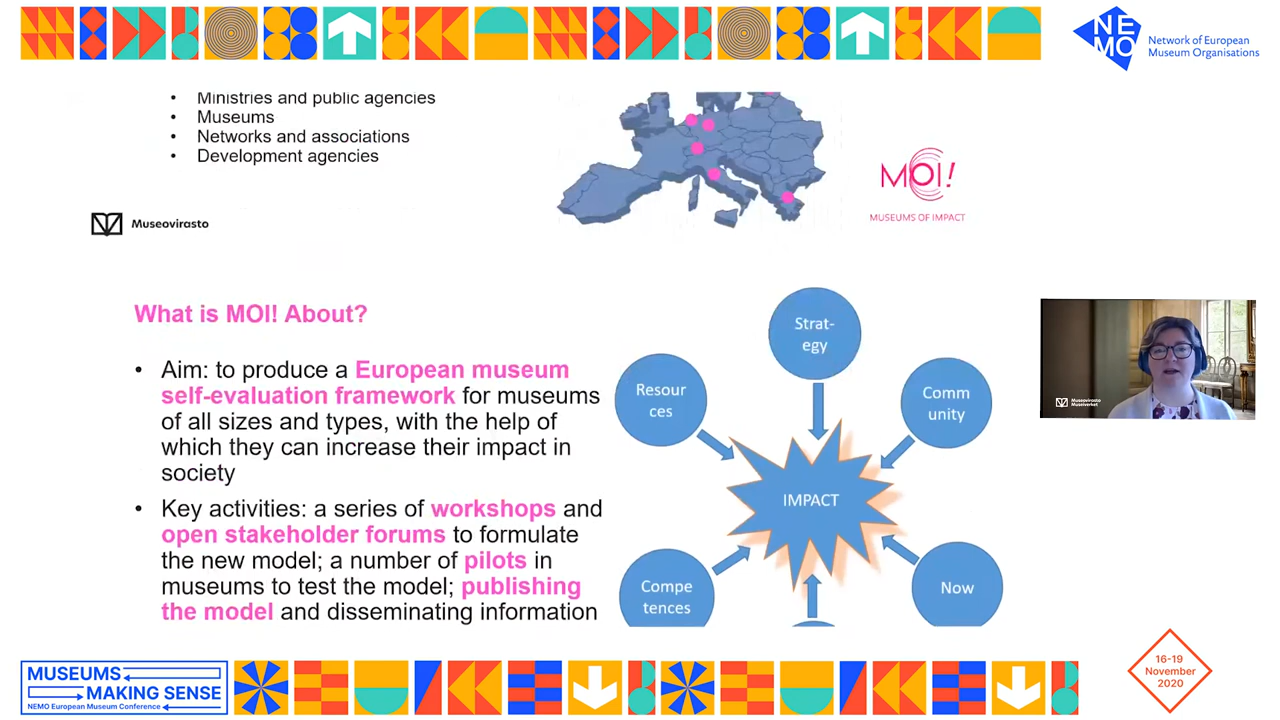 NE
MO
Network of European
Museum Organisations
• Ministries and public agencies
• Museums
• Networks and associations
• Development agencies
MOI!
MUSEUMS OF IMPACT
Museovirasto
What is MOI! About?
• Aim: to produce a European museum
self-evaluation framework for museums
of all sizes and types, with the help of
which they can increase their impact in
society
• Key activities: a series of workshops and
open stakeholder forums to formulate
the new model; a number of pilots in
museums to test the model; publishing
the model and disseminating information
Strat-
egy
Resour
ces
Comm
unity
IMPACT
Compe
tences
Now
Museovirasto
Museiverket
MUSEUMS
MAKING SENSE
NEMO European Museum Conference
16-19
November
2020